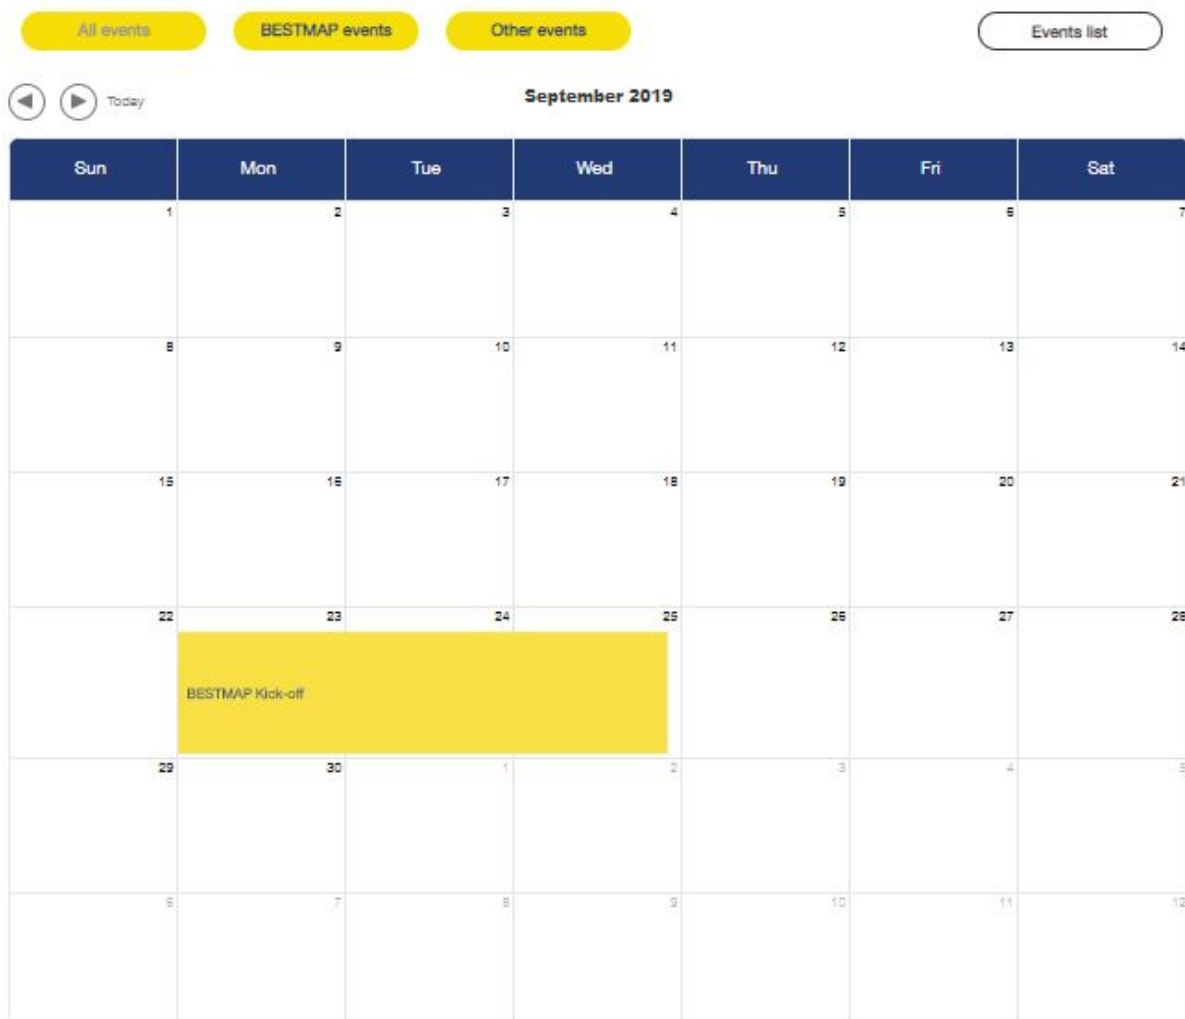 All events BESTMAP events Other events Events list
Today September 2019
Sun Mon Tue Wed Thu Fri Sat
1 2 3 4 5 6 7
8 9 10 11 12 13 14
15 16 17 18 19 20 21
22 23 24 25 26 27 28
BESTMAP Kick-off
29 30 1 2 3 4 5
6 7 8 9 10 11 12